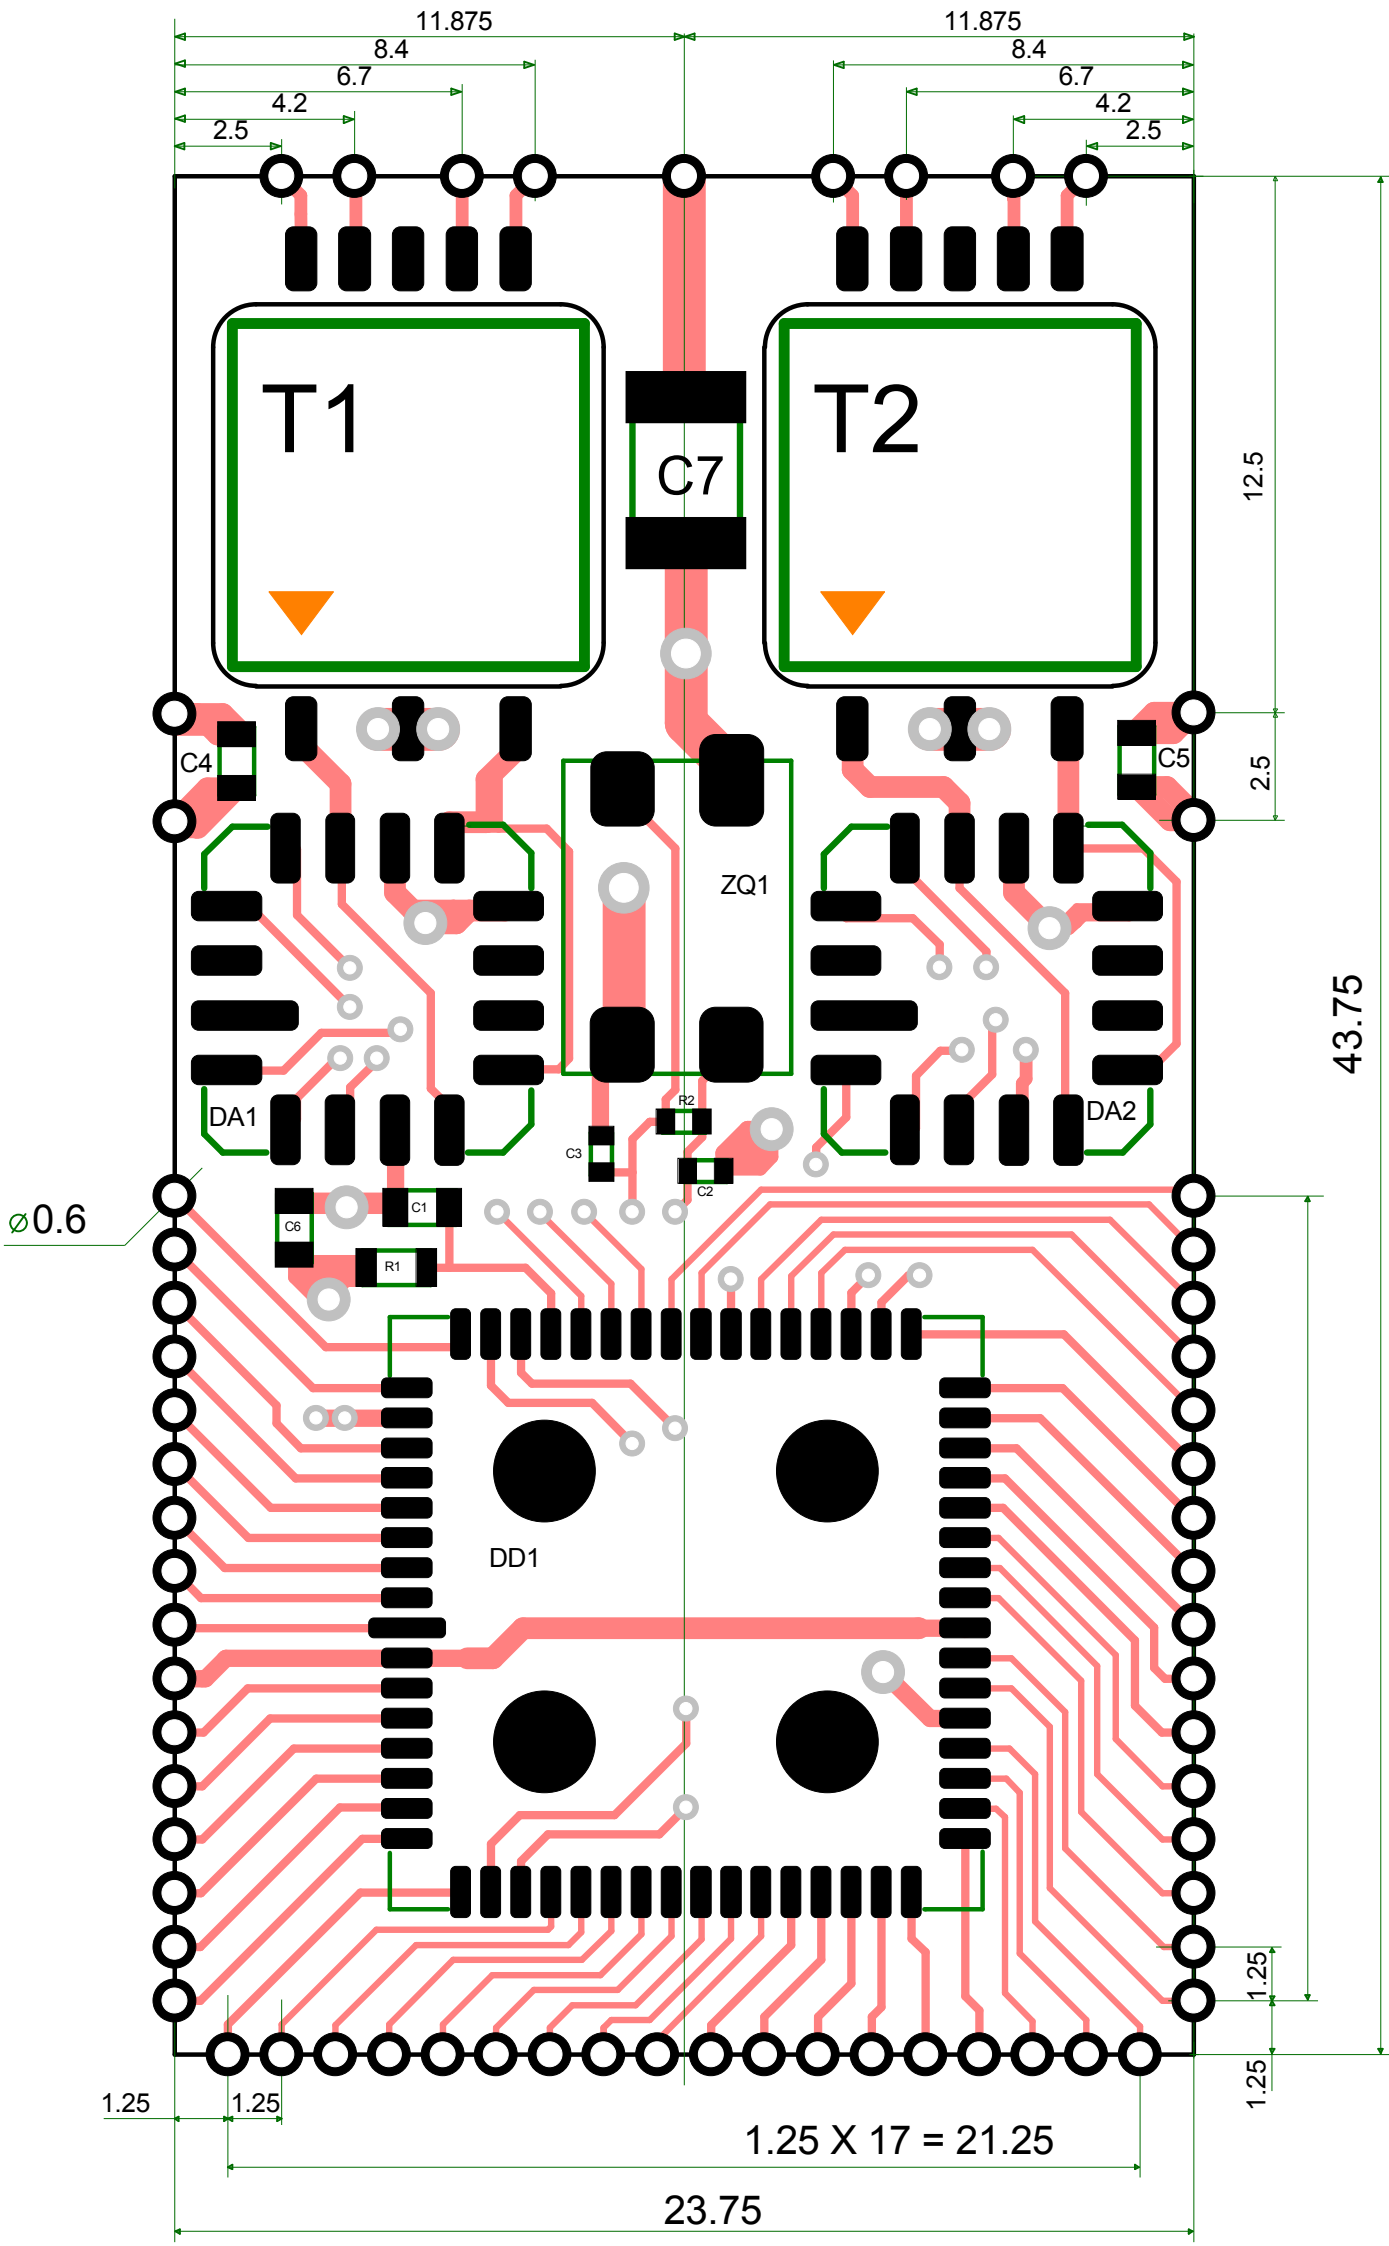 11.875 11.875
8.4 8.4
6.7 6.7
4.2 4.2
2.5 2.5
T1 T2
C7
12.5
C4 C5
2.5
ZQ1
43.75
DA1 R2 DA2
C3
C2
⌀0.6 C6 C1
R1
DD1
1.25
1.25 1.25 1.25
1.25 X 17 = 21.25
23.75